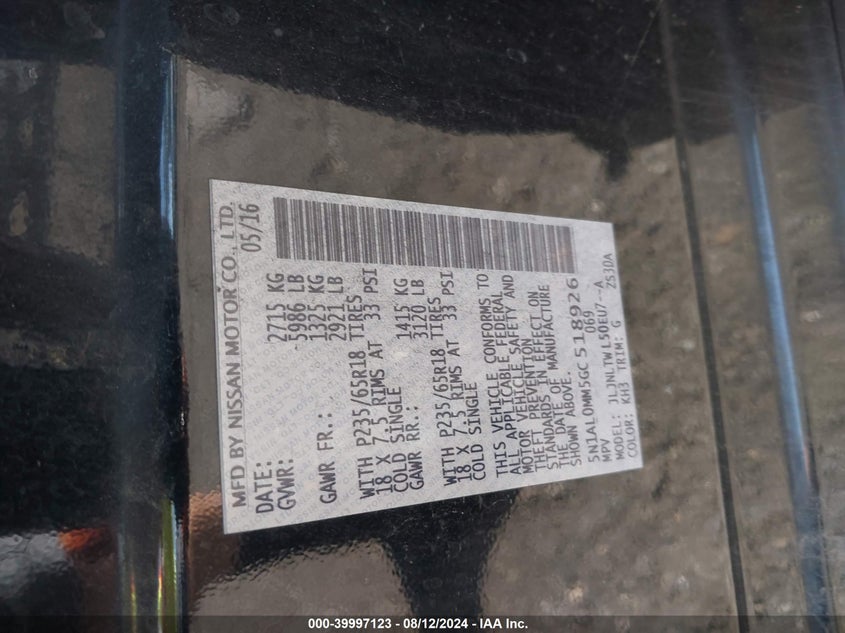 MFD BY NISSAN MOTOR CO., LTD.
DATE: 05/16
GVWR: 2715 KG
5986 LB
GAWR FR.: 1325 KG
2921 LB
WITH P235/65R18 TIRES
18 X 7.5 RIMS AT 33 PSI
COLD SINGLE
GAWR RR.: 1415 KG
3120 LB
WITH P235/65R18 TIRES
18 X 7.5 RIMS AT 33 PSI
COLD SINGLE
THIS VEHICLE CONFORMS TO
ALL APPLICABLE FEDERAL
MOTOR VEHICLE SAFETY AND
THEFT PREVENTION
STANDARDS IN EFFECT ON
THE DATE OF MANUFACTURE
SHOWN ABOVE.
5N1AL0MM5GC518926
MPV 069
MODEL: JLJNLTWL50EU7--A
COLOR: KH3 TRIM: G ZS3DA
000-39997123 - 08/12/2024 - IAA Inc.